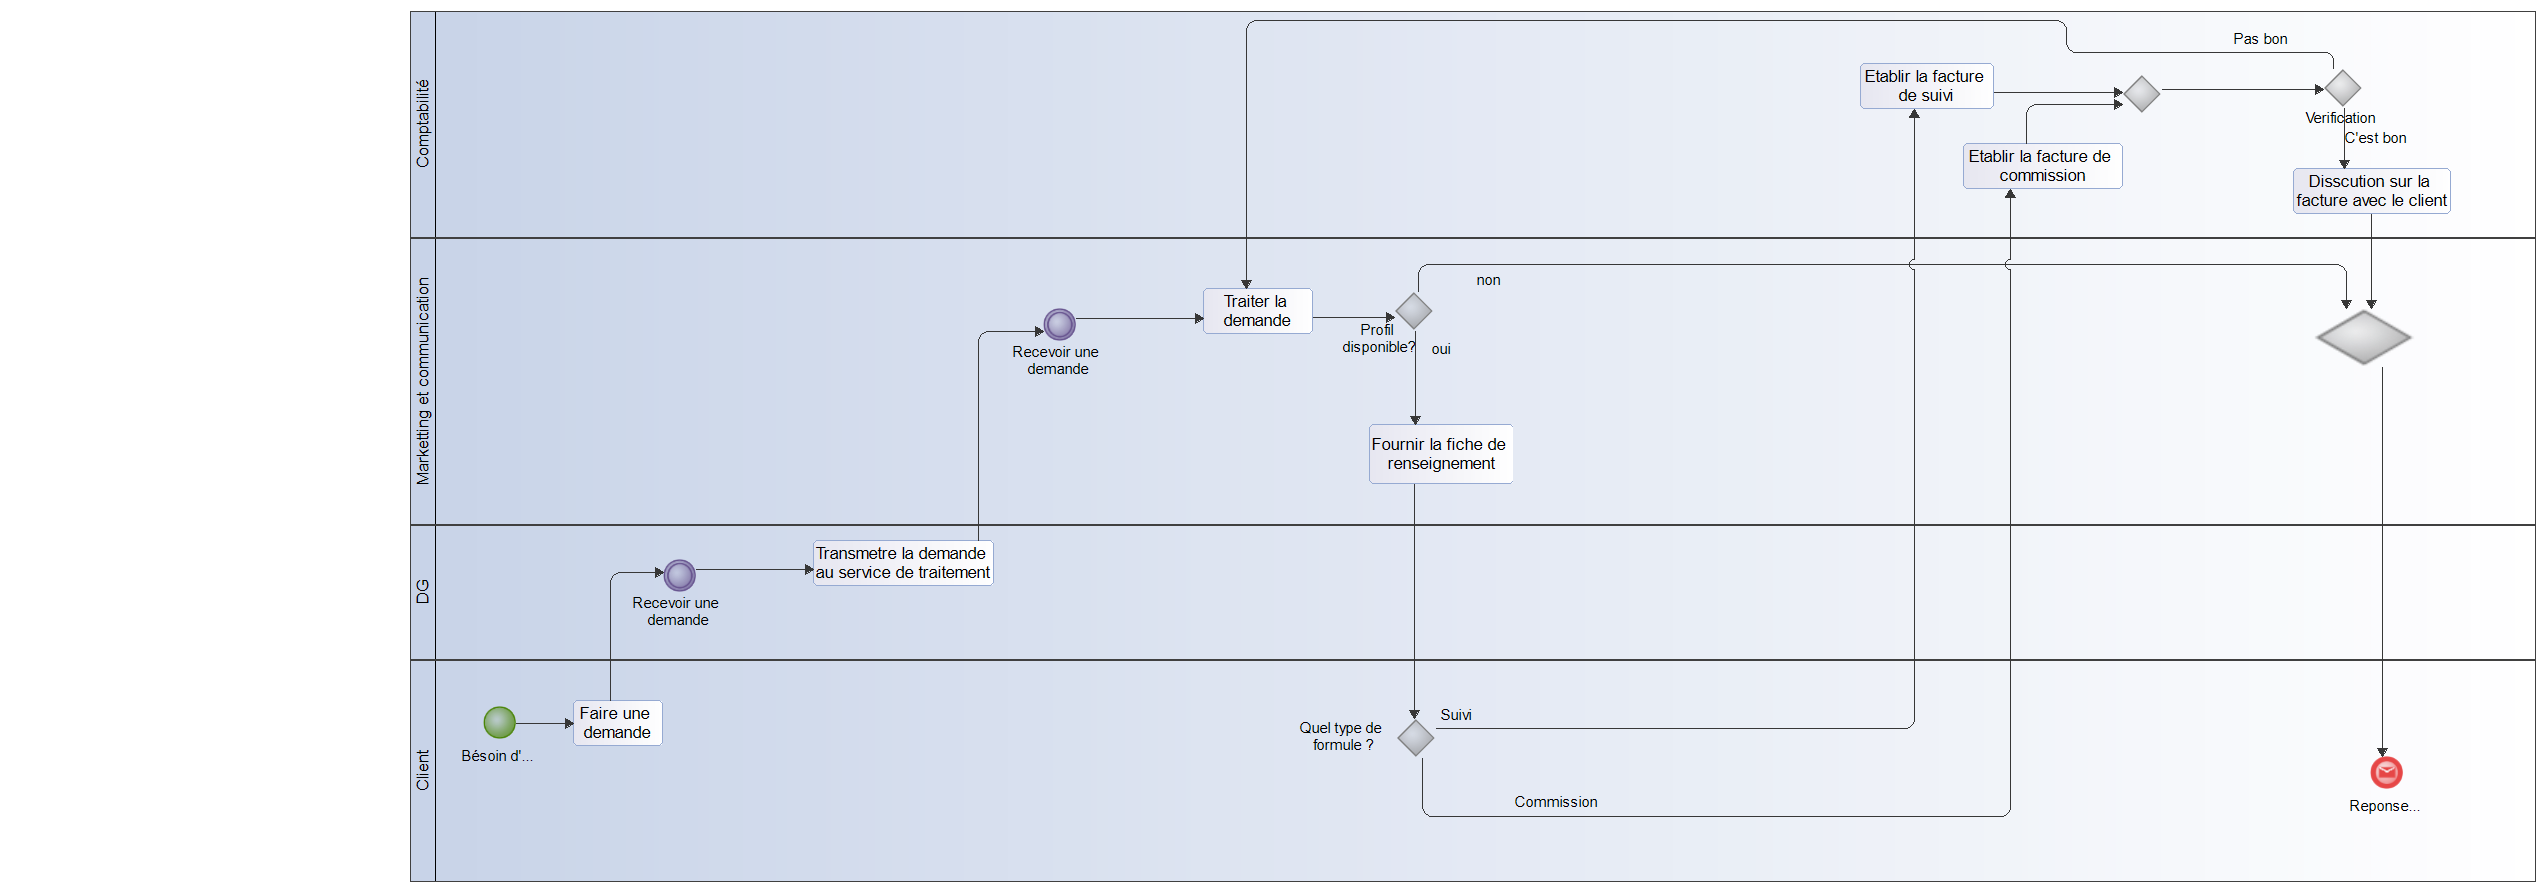 Comptabilité
Pas bon
Etablir la facture
de suivi
Verification
C'est bon
Etablir la facture de
commission
Disscution sur la
facture avec le client
Marketting et communication
non
Traiter la
demande
Profil
disponible?
oui
Recevoir une
demande
Fournir la fiche de
renseignement
DG
Transmetre la demande
au service de traitement
Recevoir une
demande
Client
Faire une
demande
Bésoin d'...
Quel type de
formule ?
Suivi
Commission
Reponse...